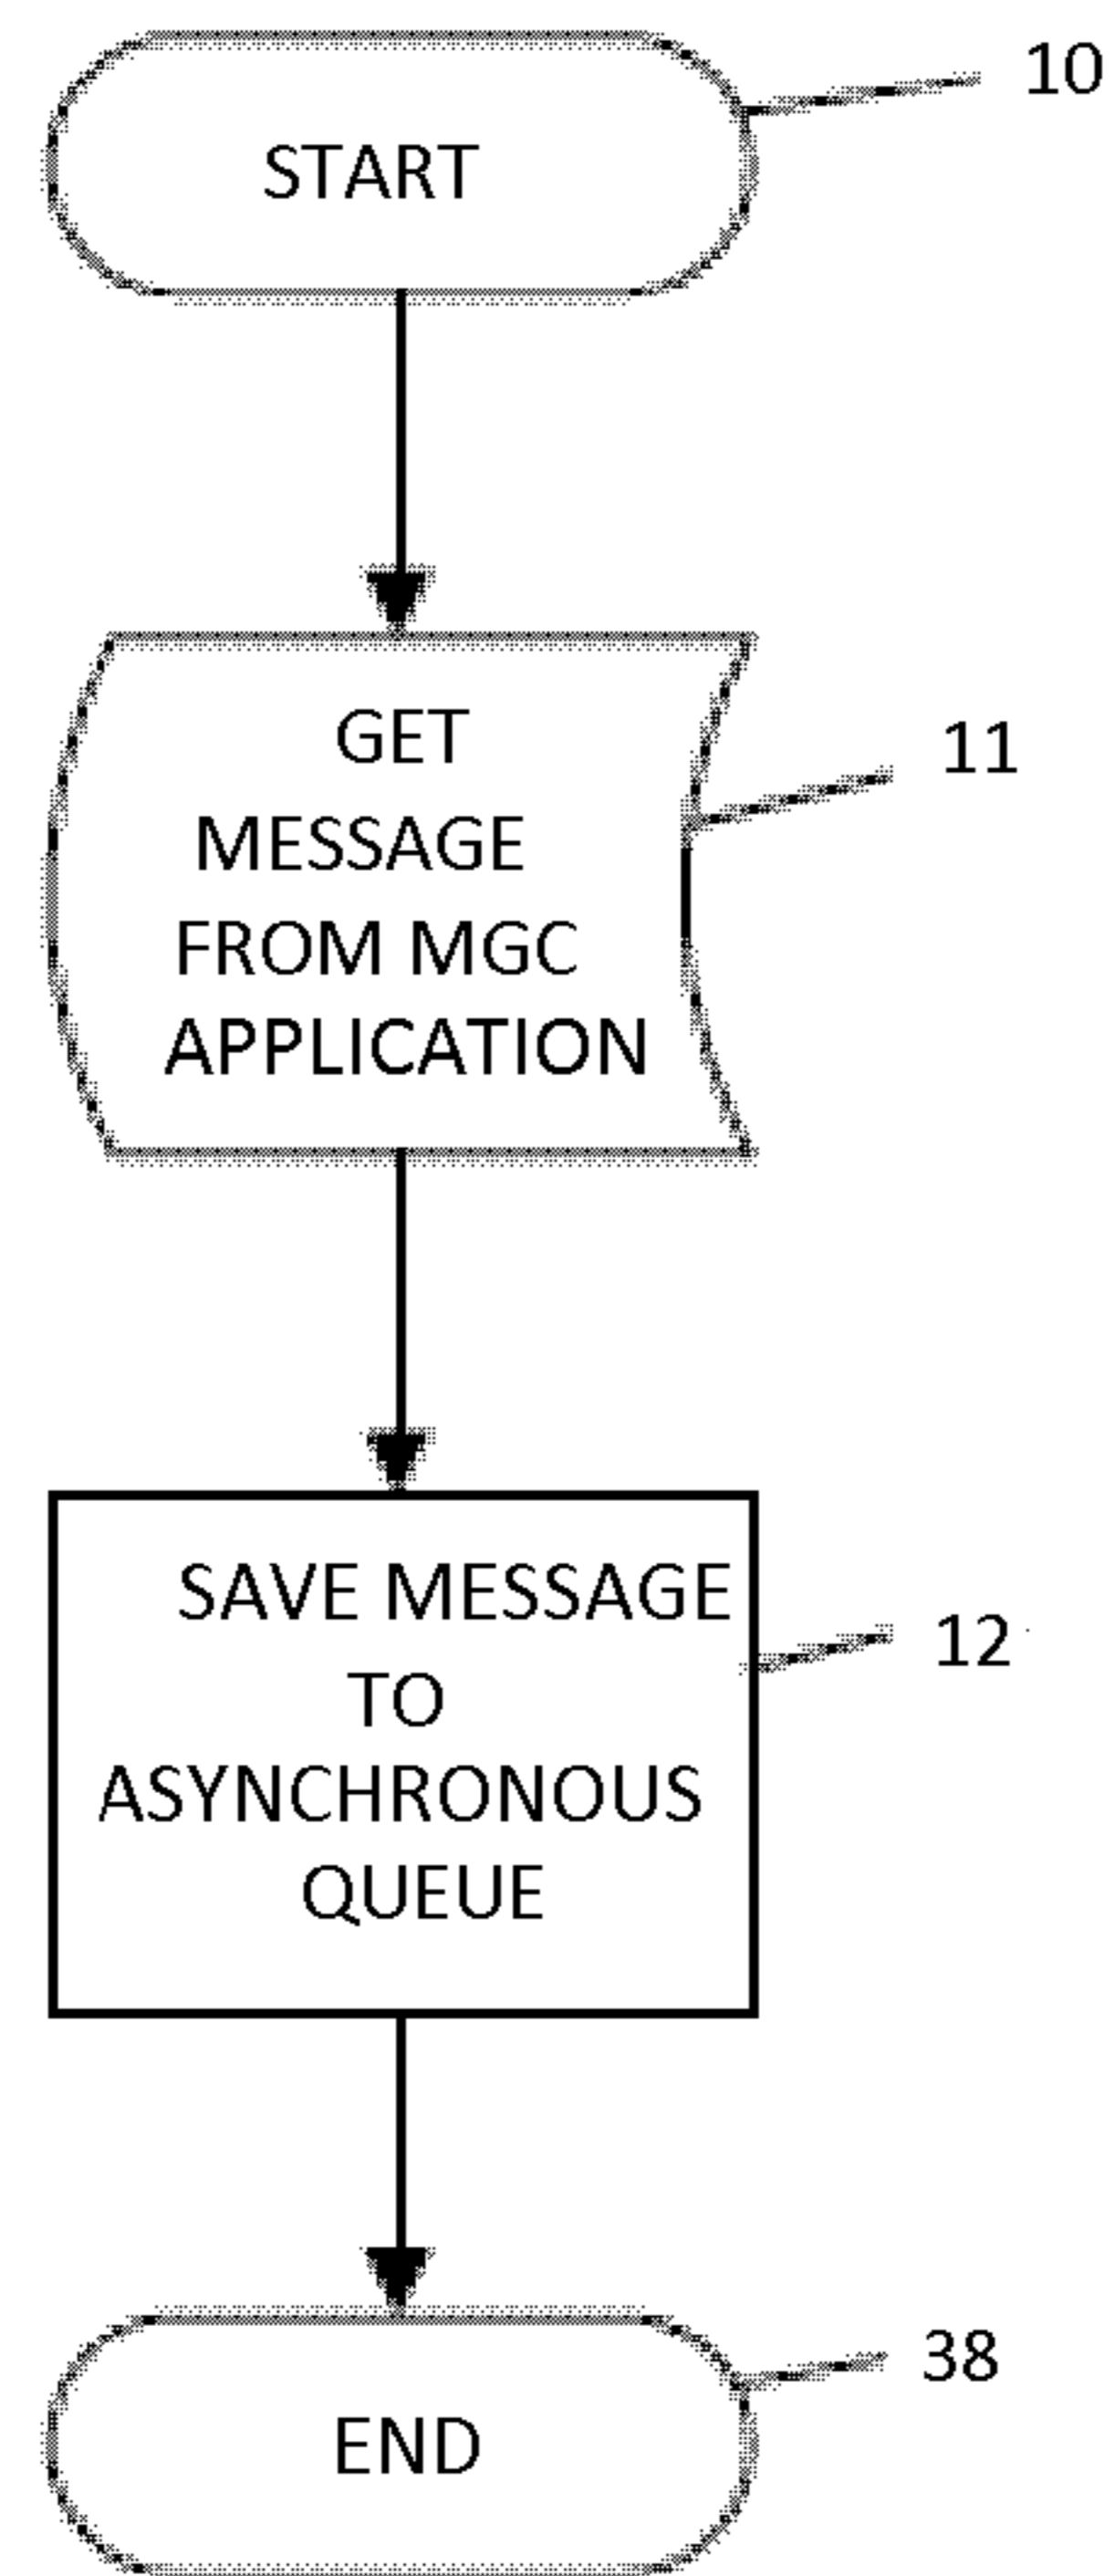 START
10
GET
MESSAGE
FROM MGC
APPLICATION
11
SAVE MESSAGE
TO
ASYNCHRONOUS
QUEUE
12
END
38